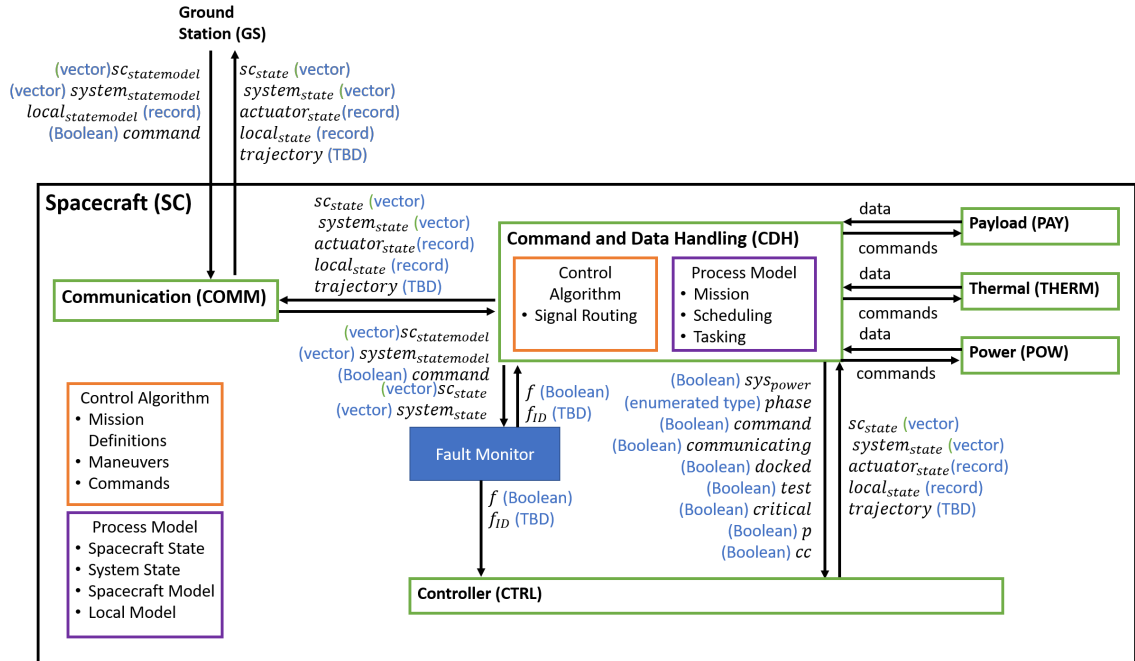 Ground
Station (GS)
(vector)sc_statemodel
(vector) system_statemodel
local_statemodel (record)
(Boolean) command
sc_state (vector)
system_state (vector)
actuator_state(record)
local_state (record)
trajectory (TBD)
Spacecraft (SC)
sc_state (vector)
system_state (vector)
actuator_state(record)
local_state (record)
trajectory (TBD)
Communication (COMM)
Command and Data Handling (CDH)
Control
Algorithm
• Signal Routing
Process Model
• Mission
• Scheduling
• Tasking
data
commands
Payload (PAY)
data
commands
Thermal (THERM)
data
commands
Power (POW)
(vector)sc_statemodel
(vector) system_statemodel
(Boolean) command
(vector)sc_state
(vector) system_state
f (Boolean)
f_ID (TBD)
Fault Monitor
f (Boolean)
f_ID (TBD)
(Boolean) sys_power
(enumerated type) phase
(Boolean) command
(Boolean) communicating
(Boolean) docked
(Boolean) test
(Boolean) critical
(Boolean) p
(Boolean) cc
sc_state (vector)
system_state (vector)
actuator_state(record)
local_state (record)
trajectory (TBD)
Control Algorithm
• Mission
Definitions
• Maneuvers
• Commands
Process Model
• Spacecraft State
• System State
• Spacecraft Model
• Local Model
Controller (CTRL)